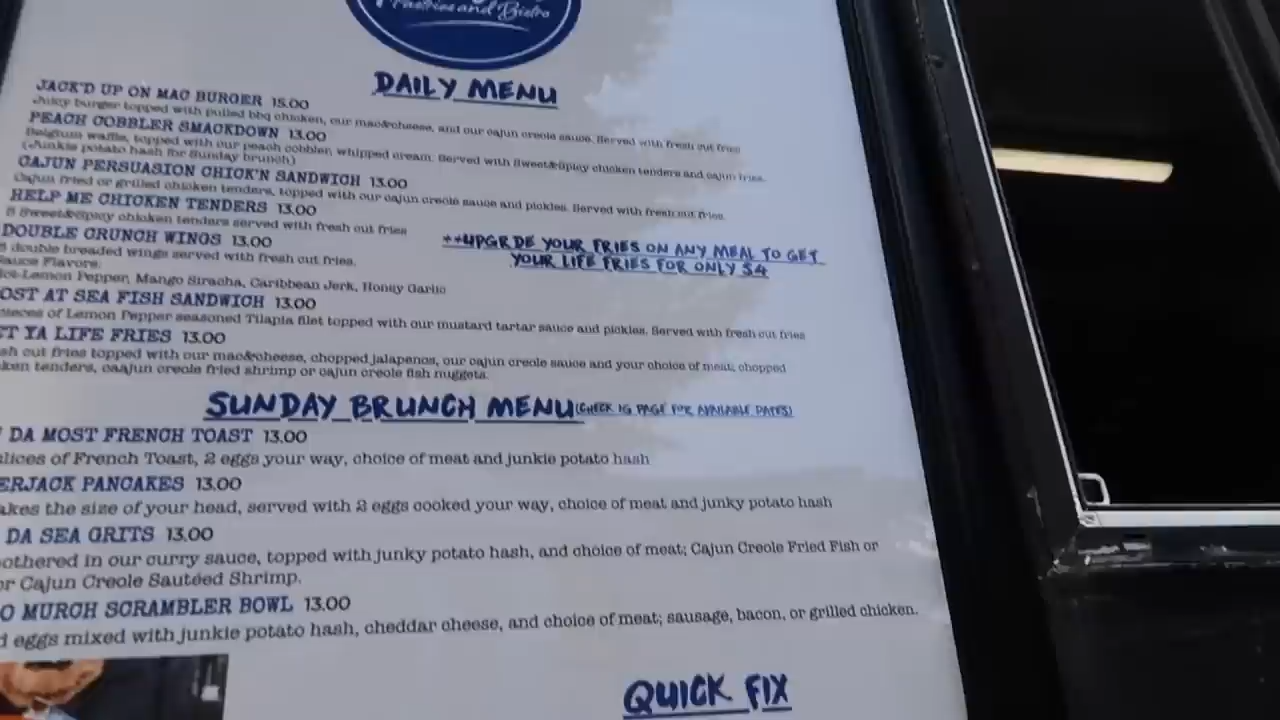 Pastries and Bistro
DAILY MENU
JACK'D UP ON MAC BURGER 15.00
Juicy burger topped with pulled bbq chicken, our mac&cheese, and our cajun creole sauce. Served with fresh cut fries
PEACH COBBLER SMACKDOWN 13.00
Belgium waffle, topped with our peach cobbler, whipped cream. Served with Sweet&Spicy chicken tenders and cajun fries.
(Junkie potato hash for Sunday brunch)
CAJUN PERSUASION CHICK'N SANDWICH 13.00
Cajun fried or grilled chicken tenders, topped with our cajun creole sauce and pickles. Served with fresh cut fries.
HELP ME CHICKEN TENDERS 13.00
5 Sweet&Spicy chicken tenders served with fresh cut fries
DOUBLE CRUNCH WINGS 13.00
double breaded wings served with fresh cut fries.
Sauce Flavors:
Hot-Lemon Pepper, Mango Siracha, Caribbean Jerk, Honey Garlic
++UPGR DE YOUR FRIES ON ANY MEAL TO GET
YOUR LIFE FRIES FOR ONLY $4
OST AT SEA FISH SANDWICH 13.00
pieces of Lemon Pepper seasoned Tilapia filet topped with our mustard tartar sauce and pickles. Served with fresh cut fries
ET YA LIFE FRIES 13.00
sh cut fries topped with our mac&cheese, chopped jalapenos, our cajun creole sauce and your choice of meat; chopped
ken tenders, caajun creole fried shrimp or cajun creole fish nuggets.
SUNDAY BRUNCH MENU (CHECK IG PAGE FOR AVAILABLE DATES)
DA MOST FRENCH TOAST 13.00
slices of French Toast, 2 eggs your way, choice of meat and junkie potato hash
ERJACK PANCAKES 13.00
akes the size of your head, served with 2 eggs cooked your way, choice of meat and junky potato hash
DA SEA GRITS 13.00
othered in our curry sauce, topped with junky potato hash, and choice of meat; Cajun Creole Fried Fish or
or Cajun Creole Sautéed Shrimp.
O MURCH SCRAMBLER BOWL 13.00
d eggs mixed with junkie potato hash, cheddar cheese, and choice of meat; sausage, bacon, or grilled chicken.
QUICK FIX